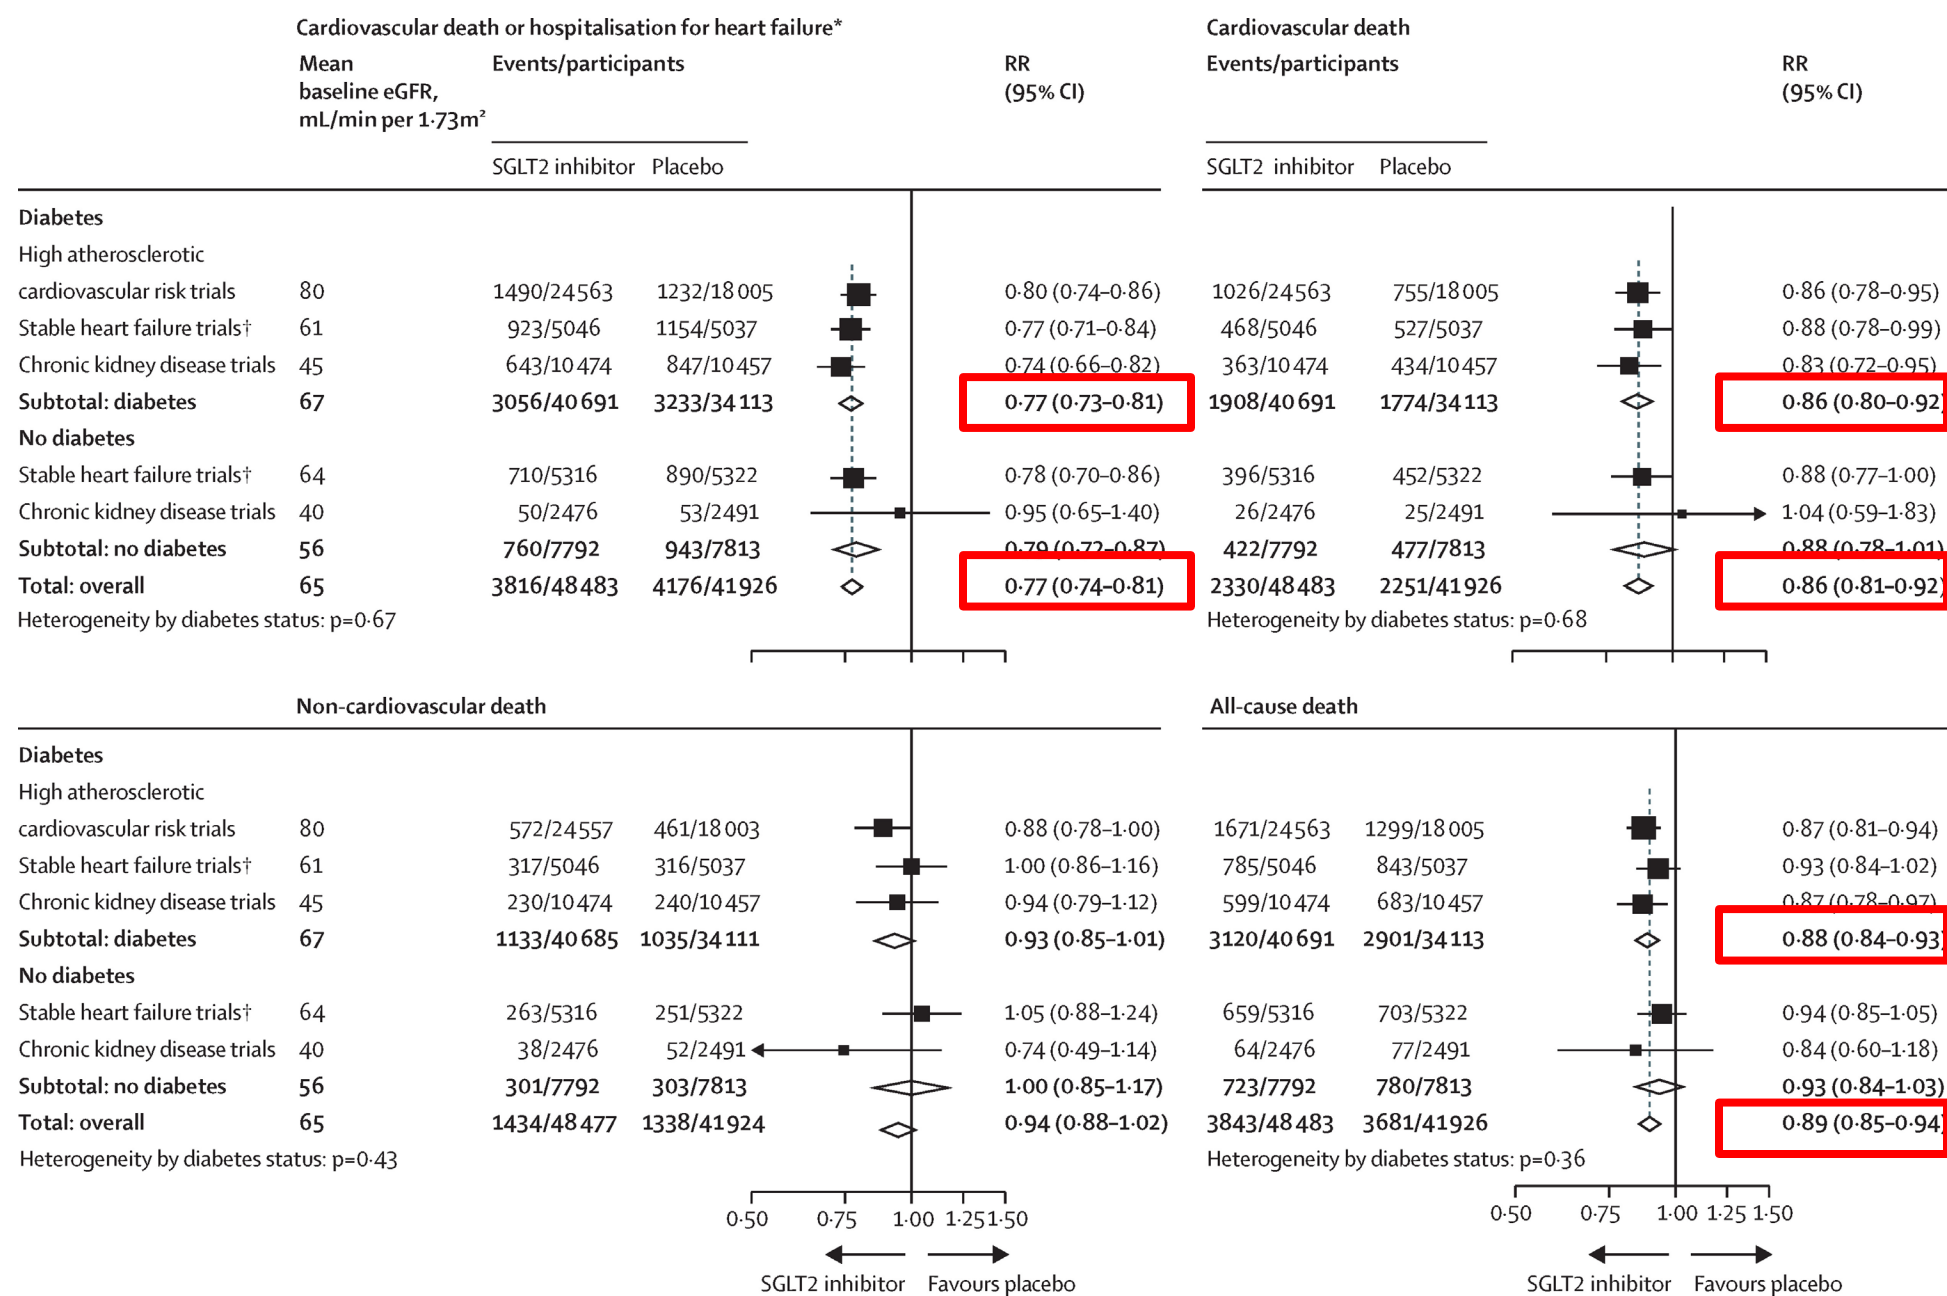 Cardiovascular death or hospitalisation for heart failure* Cardiovascular death
Mean Events/participants RR Events/participants RR
baseline eGFR, (95% CI) (95% CI)
mL/min per 1·73m²
SGLT2 inhibitor Placebo SGLT2 inhibitor Placebo
Diabetes
High atherosclerotic
cardiovascular risk trials 80 1490/24563 1232/18005 0·80 (0·74–0·86) 1026/24563 755/18005 0·86 (0·78–0·95)
Stable heart failure trials† 61 923/5046 1154/5037 0·77 (0·71–0·84) 468/5046 527/5037 0·88 (0·78–0·99)
Chronic kidney disease trials 45 643/10474 847/10457 0·74 (0·66–0·82) 363/10474 434/10457 0·83 (0·72–0·95)
Subtotal: diabetes 67 3056/40691 3233/34113 0·77 (0·73–0·81) 1908/40691 1774/34113 0·86 (0·80–0·92)
No diabetes
Stable heart failure trials† 64 710/5316 890/5322 0·78 (0·70–0·86) 396/5316 452/5322 0·88 (0·77–1·00)
Chronic kidney disease trials 40 50/2476 53/2491 0·95 (0·65–1·40) 26/2476 25/2491 1·04 (0·59–1·83)
Subtotal: no diabetes 56 760/7792 943/7813 0·79 (0·72–0·87) 422/7792 477/7813 0·88 (0·78–1·01)
Total: overall 65 3816/48483 4176/41926 0·77 (0·74–0·81) 2330/48483 2251/41926 0·86 (0·81–0·92)
Heterogeneity by diabetes status: p=0·67 Heterogeneity by diabetes status: p=0·68
Non-cardiovascular death All-cause death
Diabetes
High atherosclerotic
cardiovascular risk trials 80 572/24557 461/18003 0·88 (0·78–1·00) 1671/24563 1299/18005 0·87 (0·81–0·94)
Stable heart failure trials† 61 317/5046 316/5037 1·00 (0·86–1·16) 785/5046 843/5037 0·93 (0·84–1·02)
Chronic kidney disease trials 45 230/10474 240/10457 0·94 (0·79–1·12) 599/10474 683/10457 0·87 (0·78–0·97)
Subtotal: diabetes 67 1133/40685 1035/34111 0·93 (0·85–1·01) 3120/40691 2901/34113 0·88 (0·84–0·93)
No diabetes
Stable heart failure trials† 64 263/5316 251/5322 1·05 (0·88–1·24) 659/5316 703/5322 0·94 (0·85–1·05)
Chronic kidney disease trials 40 38/2476 52/2491 0·74 (0·49–1·14) 64/2476 77/2491 0·84 (0·60–1·18)
Subtotal: no diabetes 56 301/7792 303/7813 1·00 (0·85–1·17) 723/7792 780/7813 0·93 (0·84–1·03)
Total: overall 65 1434/48477 1338/41924 0·94 (0·88–1·02) 3843/48483 3681/41926 0·89 (0·85–0·94)
Heterogeneity by diabetes status: p=0·43 Heterogeneity by diabetes status: p=0·36
0·50 0·75 1·00 1·25 1·50 0·50 0·75 1·00 1·25 1·50
SGLT2 inhibitor Favours placebo SGLT2 inhibitor Favours placebo